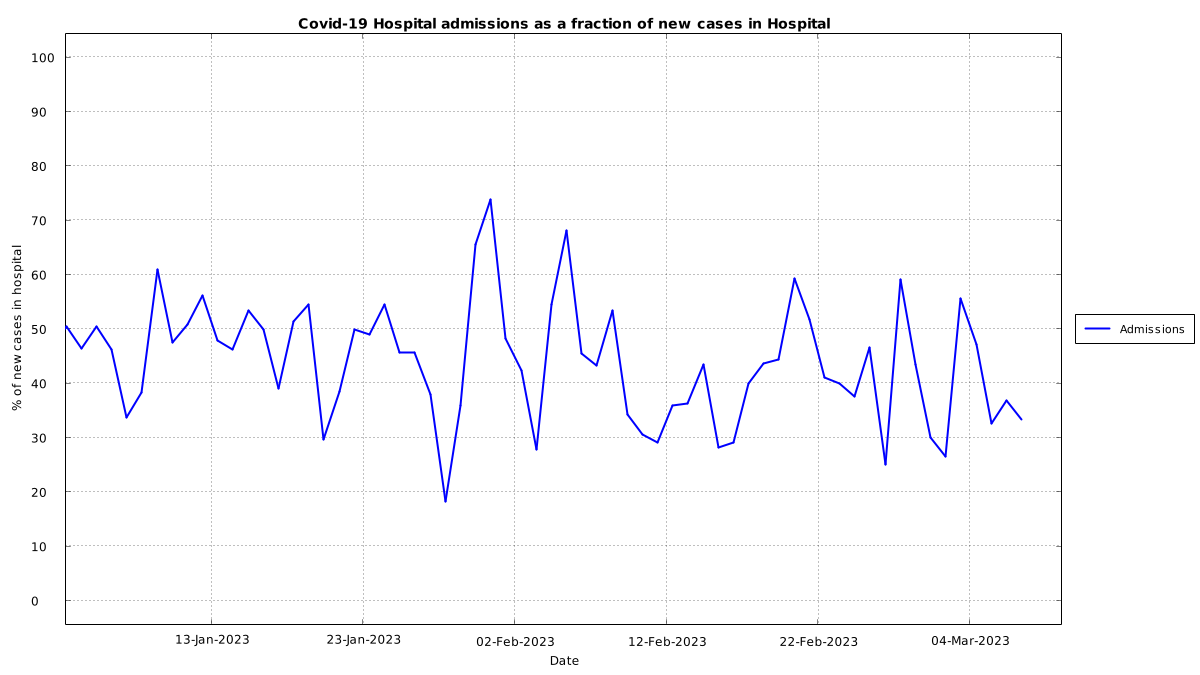 Covid-19 Hospital admissions as a fraction of new cases in Hospital
100
90
80
70
60
50
40
30
20
10
0
% of new cases in hospital
13-Jan-2023
23-Jan-2023
02-Feb-2023
12-Feb-2023
22-Feb-2023
04-Mar-2023
Date
Admissions